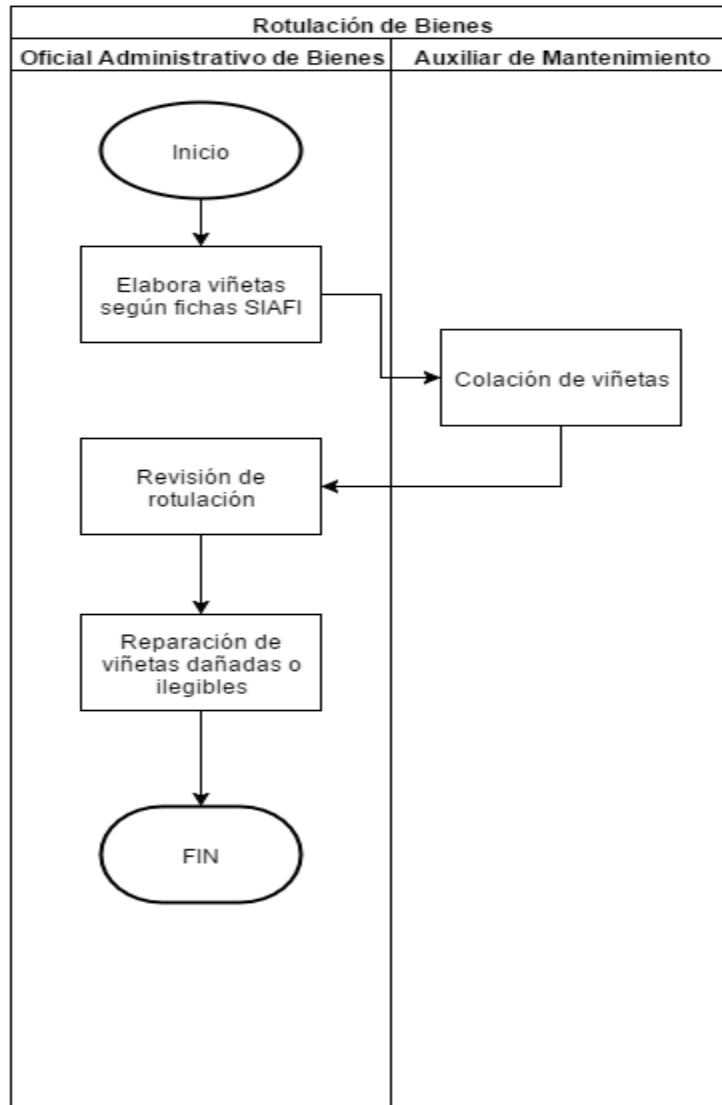 Rotulación de Bienes
Oficial Administrativo de Bienes
Auxiliar de Mantenimiento
Inicio
Elabora viñetas
según fichas SIAFI
Colación de viñetas
Revisión de
rotulación
Reparación de
viñetas dañadas o
ilegibles
FIN